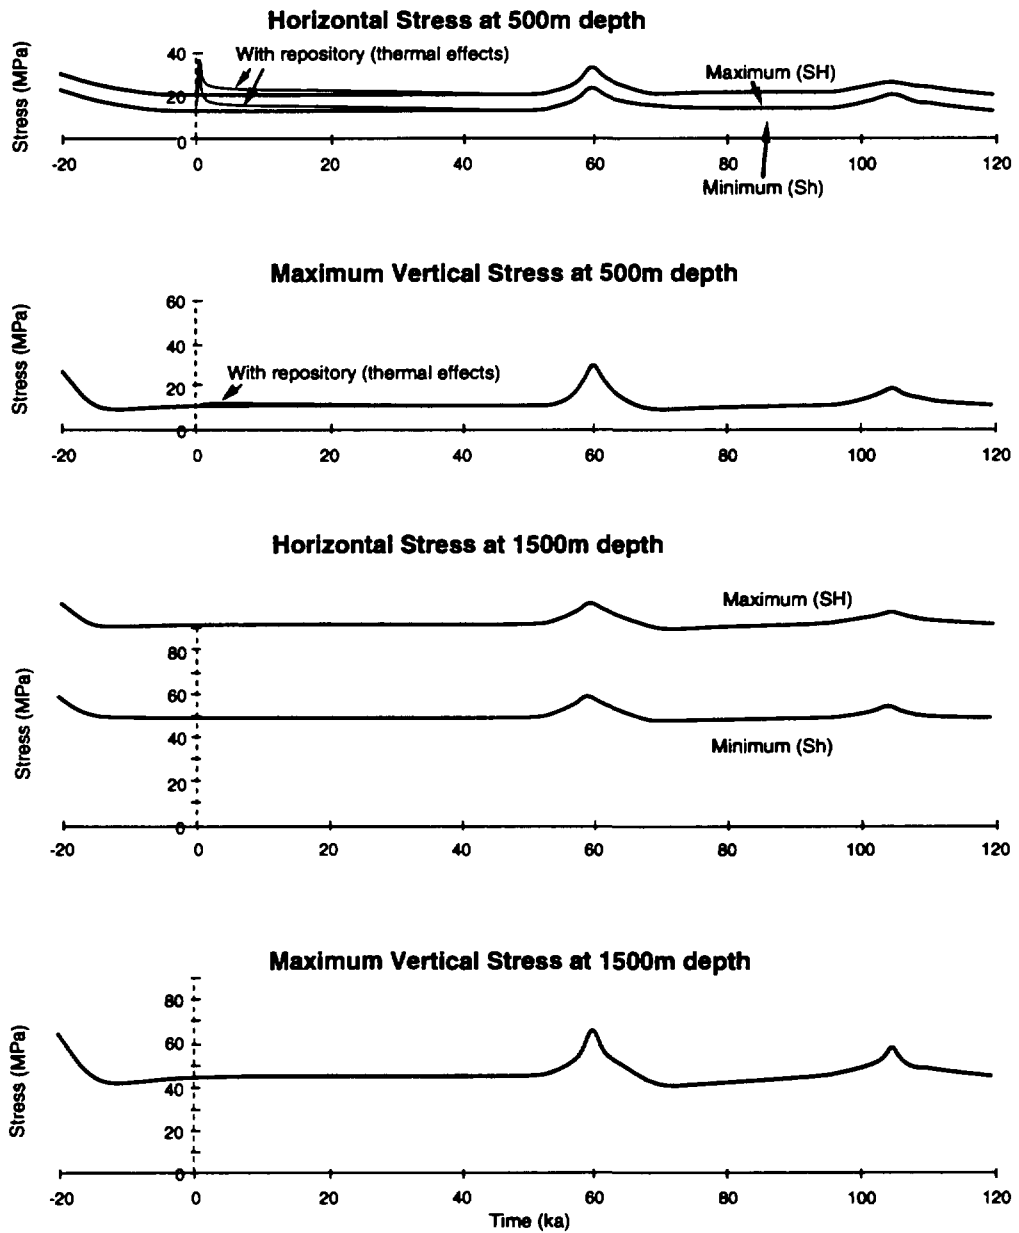 Horizontal Stress at 500m depth
With repository (thermal effects)
Maximum (SH)
Minimum (Sh)
Stress (MPa)
40
20
0
-20 0 20 40 60 80 100 120
Maximum Vertical Stress at 500m depth
With repository (thermal effects)
Stress (MPa)
60
40
20
0
-20 0 20 40 60 80 100 120
Horizontal Stress at 1500m depth
Maximum (SH)
Minimum (Sh)
Stress (MPa)
80
60
40
20
0
-20 0 20 40 60 80 100 120
Maximum Vertical Stress at 1500m depth
Stress (MPa)
80
60
40
20
0
-20 0 20 40 60 80 100 120
Time (ka)